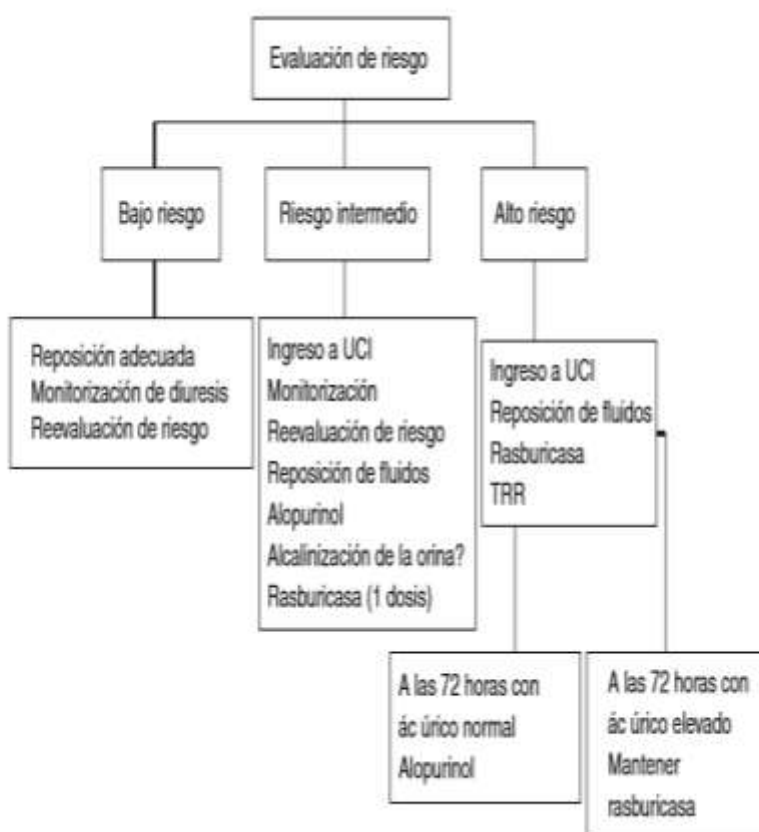 Evaluación de riesgo
Bajo riesgo
Riesgo intermedio
Alto riesgo
Reposición adecuada
Monitorización de diuresis
Reevaluación de riesgo
Ingreso a UCI
Monitorización
Reevaluación de riesgo
Reposición de fluidos
Alopurinol
Alcalinización de la orina?
Rasburicasa (1 dosis)
Ingreso a UCI
Reposición de fluidos
Rasburicasa
TRR
A las 72 horas con
ác úrico normal
Alopurinol
A las 72 horas con
ác úrico elevado
Mantener
rasburicasa